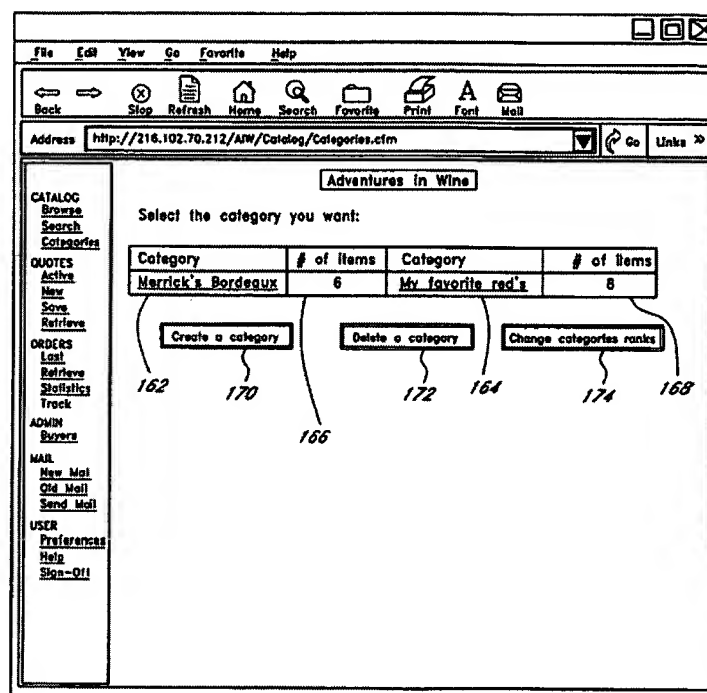 File Edit View Go Favorite Help
Back Stop Refresh Home Search Favorite Print Font Mail
Address http://216.102.70.212/AIW/Catalog/Categories.cfm Go Links »
Adventures in Wine
CATALOG
Browse
Search
Categories
QUOTES
Active
New
Save
Retrieve
ORDERS
Last
Retrieve
Statistics
Track
ADMIN
Buyers
MAIL
New Mail
Old Mail
Send Mail
USER
Preferences
Help
Sign-Off
Select the category you want:
Category # of items Category # of items
Merrick's Bordeaux 6 My favorite red's 8
Create a category Delete a category Change categories ranks
162 170 172 164 174 168
166